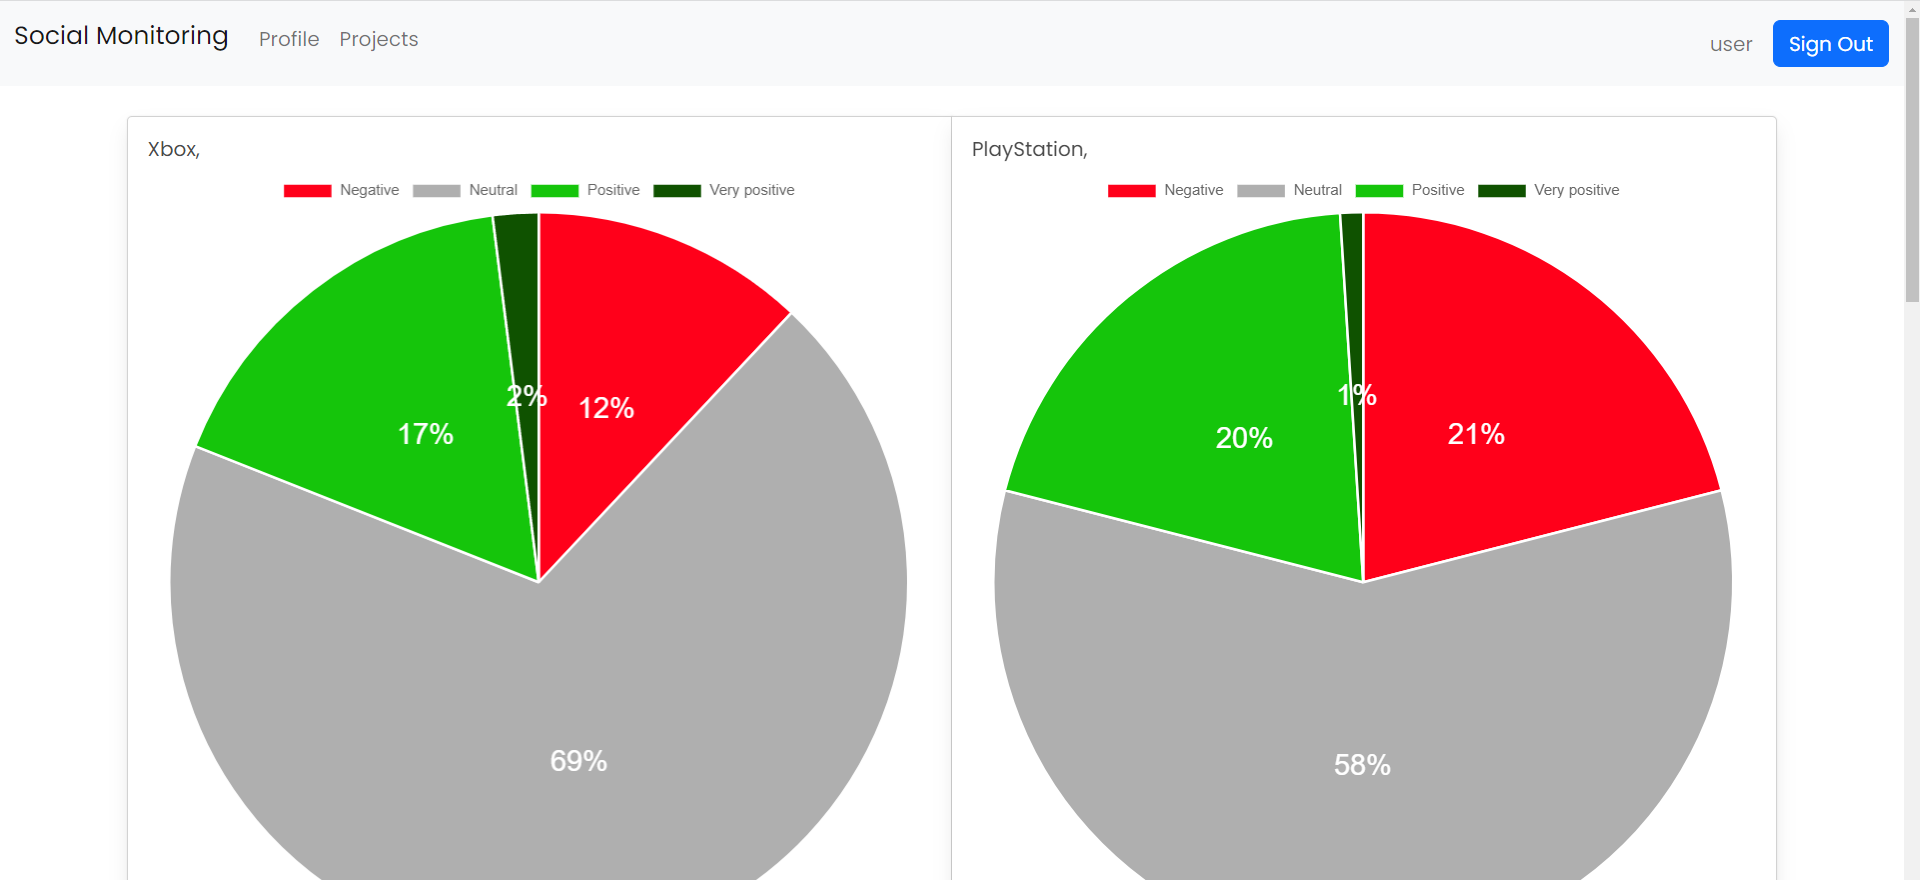 Social Monitoring Profile Projects user Sign Out
Xbox,
Negative Neutral Positive Very positive
2%
12%
17%
69%
PlayStation,
Negative Neutral Positive Very positive
1%
21%
20%
58%